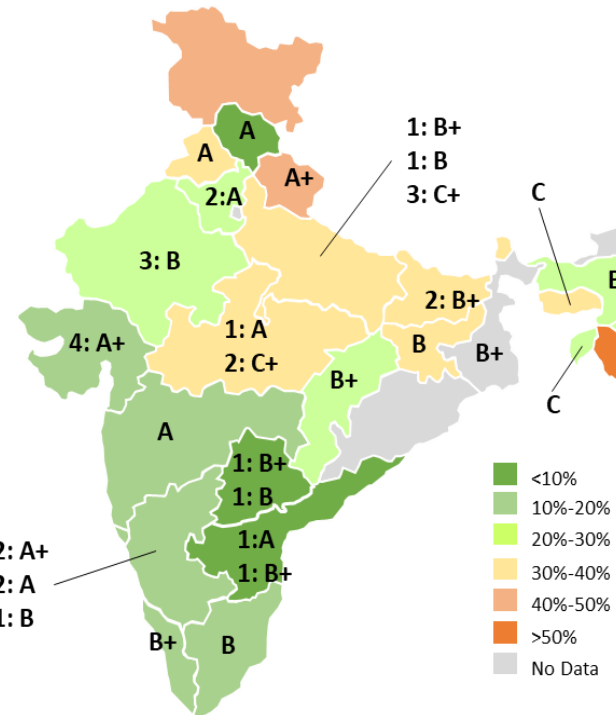 A
A
A+
2:A
1: B+
1: B
3: C+
C
3: B
2: B+
4: A+
1: A
2: C+
B
B+
B+
C
A
1: B+
1: B
1:A
1: B+
2: A+
2: A
1: B
B+
B
<10%
10%-20%
20%-30%
30%-40%
40%-50%
>50%
No Data